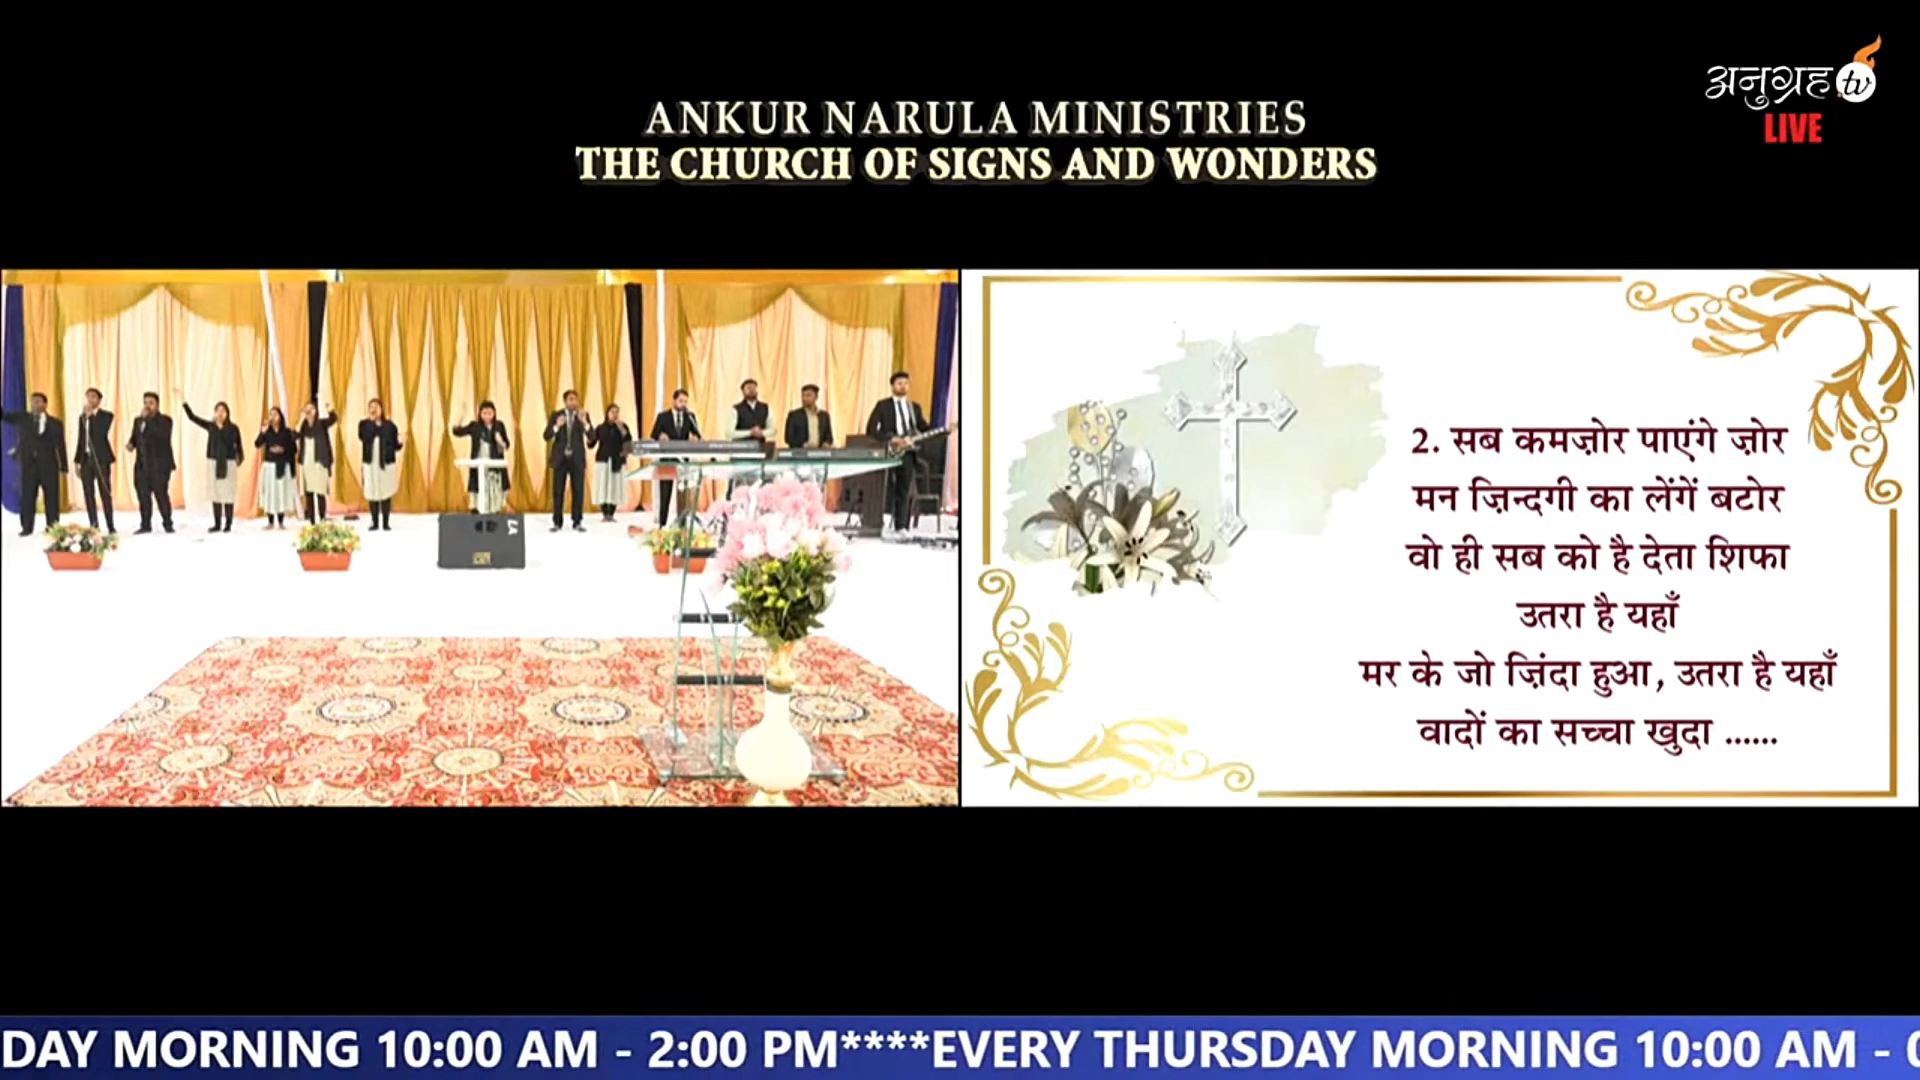 अनुग्रह tv
LIVE
ANKUR NARULA MINISTRIES
THE CHURCH OF SIGNS AND WONDERS
2. सब कमज़ोर पाएंगे ज़ोर
मन ज़िन्दगी का लेंगें बटोर
वो ही सब को है देता शिफा
उतरा है यहाँ
मर के जो ज़िंदा हुआ, उतरा है यहाँ
वादों का सच्चा खुदा ......
DAY MORNING 10:00 AM - 2:00 PM****EVERY THURSDAY MORNING 10:00 AM -